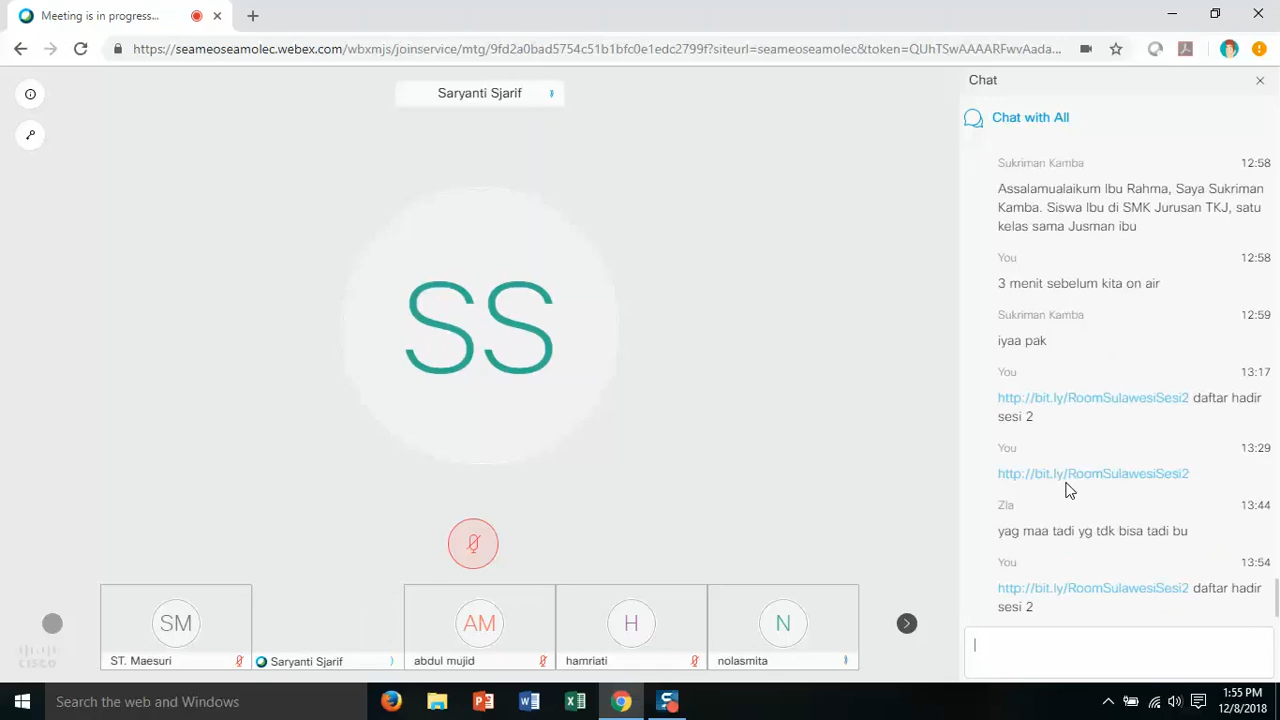 Meeting is in progress...
https://seameoseamolec.webex.com/wbxmjs/joinservice/mtg/9fd2a0bad5754c51b1bfc0e1edc2799f?siteurl=seameoseamolec&token=QUhTSwAAAARFwvAada...
Saryanti Sjarif
SS
SM
ST. Maesuri
Saryanti Sjarif
AM
abdul mujid
H
hamriati
N
nolasmita
CISCO
Chat
Chat with All
Sukriman Kamba 12:58
Assalamualaikum Ibu Rahma, Saya Sukriman
Kamba. Siswa Ibu di SMK Jurusan TKJ, satu
kelas sama Jusman ibu
You 12:58
3 menit sebelum kita on air
Sukriman Kamba 12:59
iyaa pak
You 13:17
http://bit.ly/RoomSulawesiSesi2 daftar hadir
sesi 2
You 13:29
http://bit.ly/RoomSulawesiSesi2
Zla 13:44
yag maa tadi yg tdk bisa tadi bu
You 13:54
http://bit.ly/RoomSulawesiSesi2 daftar hadir
sesi 2
Search the web and Windows
1:55 PM
12/8/2018